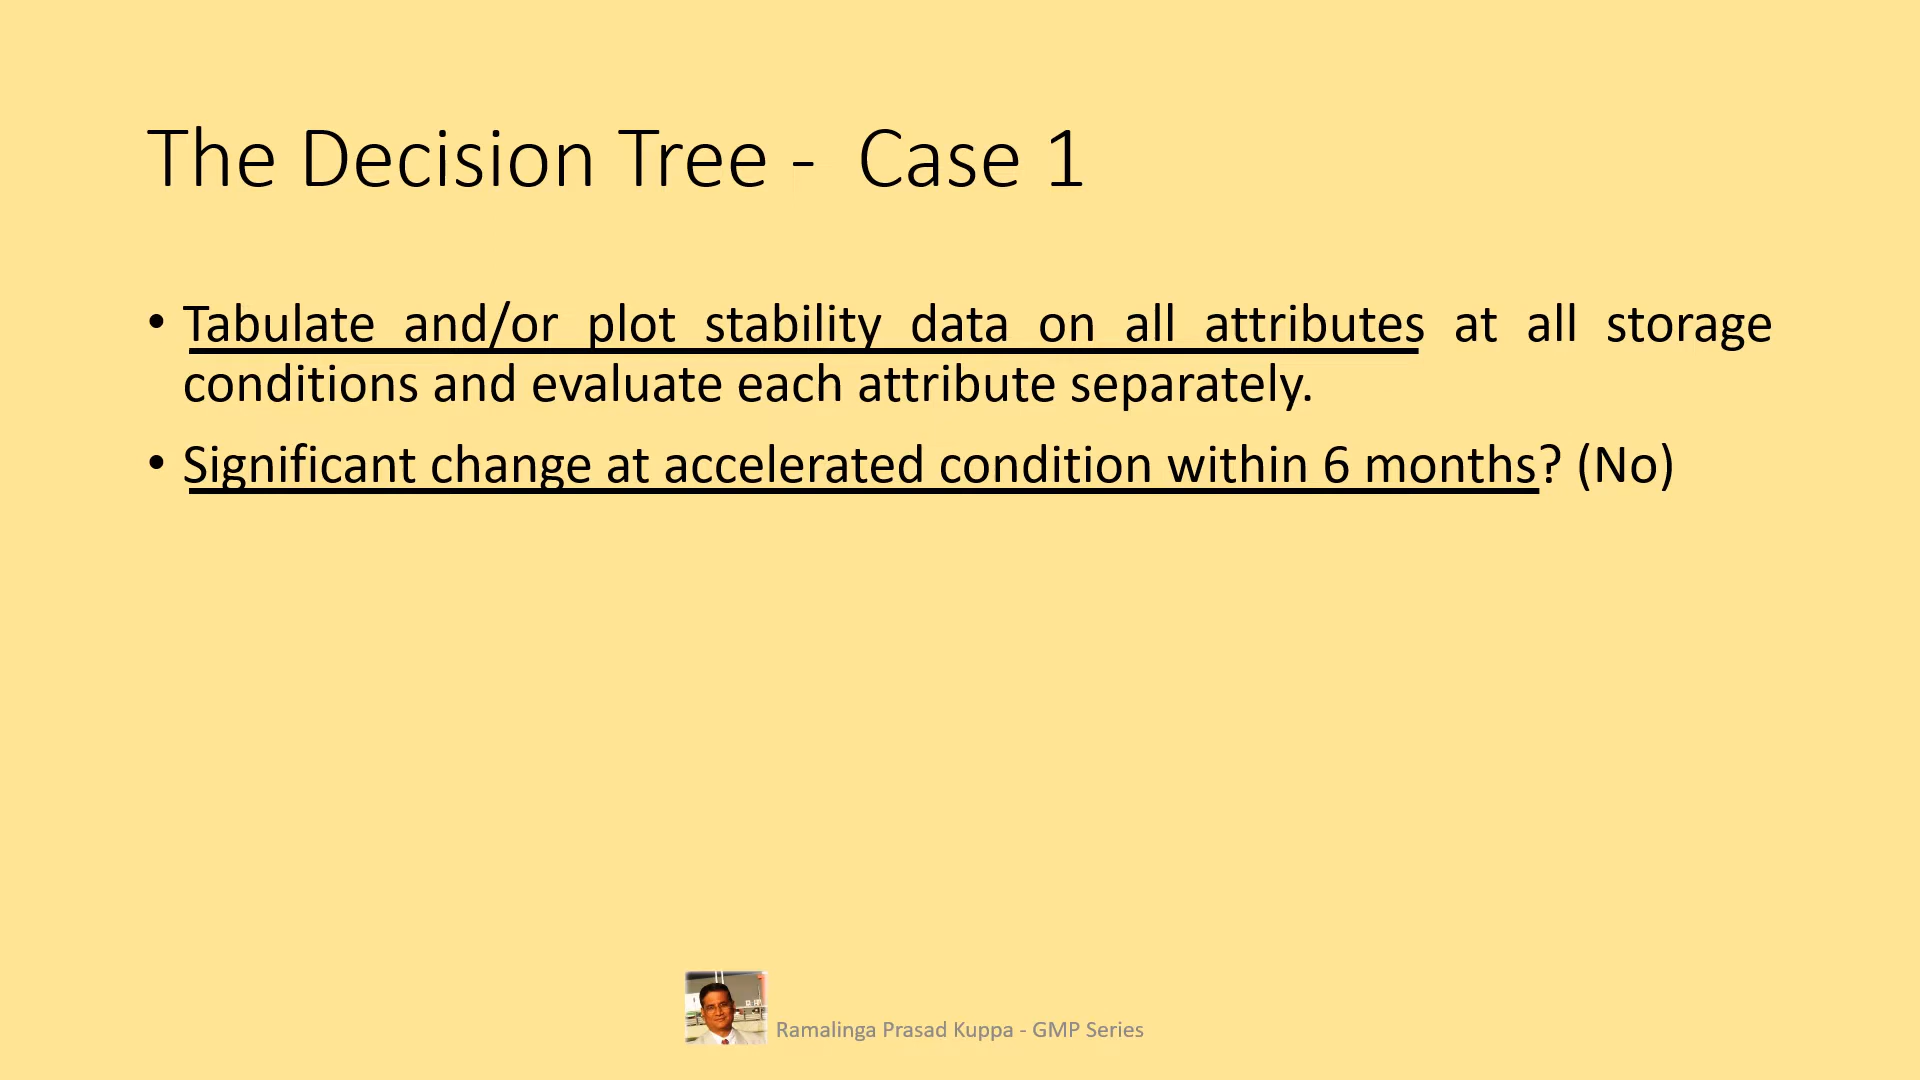 The Decision Tree - Case 1
• Tabulate and/or plot stability data on all attributes at all storage
conditions and evaluate each attribute separately.
• Significant change at accelerated condition within 6 months? (No)
Ramalinga Prasad Kuppa - GMP Series